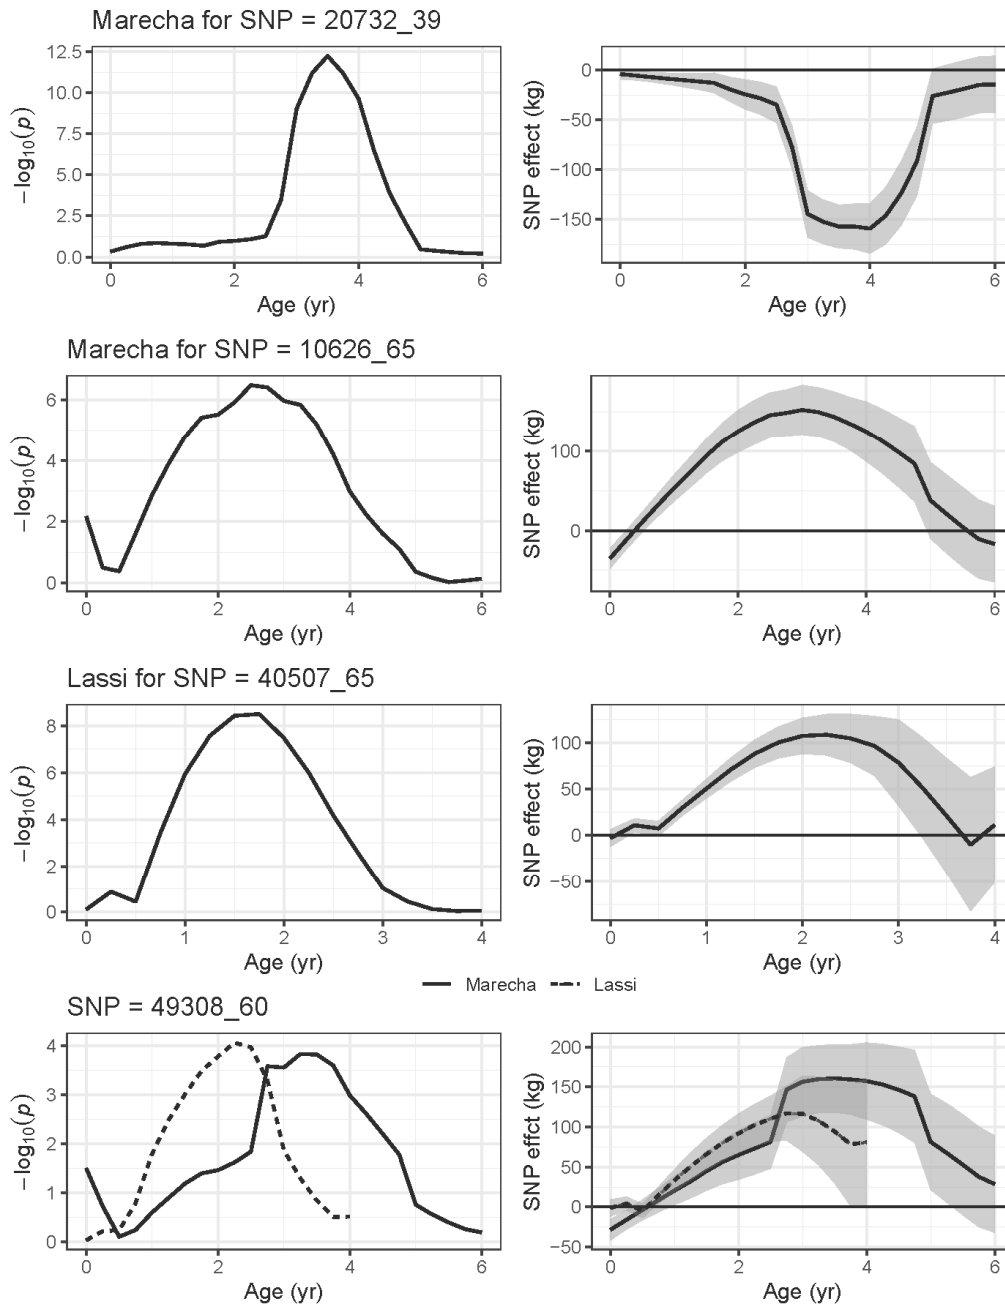 Marecha for SNP = 20732_39
12.5
10.0
7.5
5.0
2.5
0.0
−log10(p)
0 2 4 6
Age (yr)
0
−50
−100
−150
SNP effect (kg)
0 2 4 6
Age (yr)
Marecha for SNP = 10626_65
6
4
2
0
−log10(p)
0 2 4 6
Age (yr)
100
0
SNP effect (kg)
0 2 4 6
Age (yr)
Lassi for SNP = 40507_65
8
6
4
2
0
−log10(p)
0 1 2 3 4
Age (yr)
100
50
0
−50
SNP effect (kg)
0 1 2 3 4
Age (yr)
Marecha Lassi
SNP = 49308_60
4
3
2
1
0
−log10(p)
0 2 4 6
Age (yr)
200
150
100
50
0
−50
SNP effct (kg)
0 2 4 6
Age (yr)